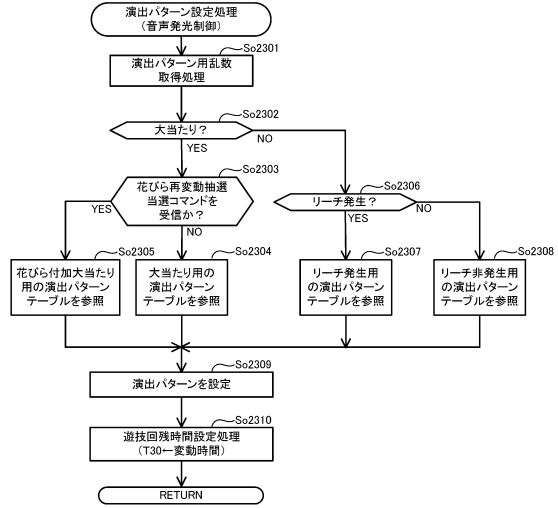 演出パターン設定処理
(音声発光制御)
So2301
演出パターン用乱数
取得処理
So2302
大当たり？
NO
YES
So2303
花びら再変動抽選
当選コマンドを
受信か？
YES
NO
So2306
リーチ発生？
YES
NO
So2305
花びら付加大当たり
用の演出パターン
テーブルを参照
So2304
大当たり用の
演出パターン
テーブルを参照
So2307
リーチ発生用
の演出パターン
テーブルを参照
So2308
リーチ非発生用
の演出パターン
テーブルを参照
So2309
演出パターンを設定
So2310
遊技回残時間設定処理
(T30←変動時間)
RETURN